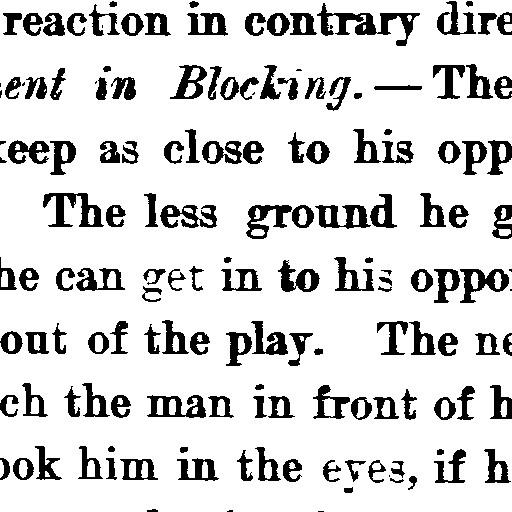 reaction in contrary dire
ent in Blocking.—The
keep as close to his opp
The less ground he g
he can get in to his oppo
out of the play. The ne
ch the man in front of h
ook him in the eyes, if h